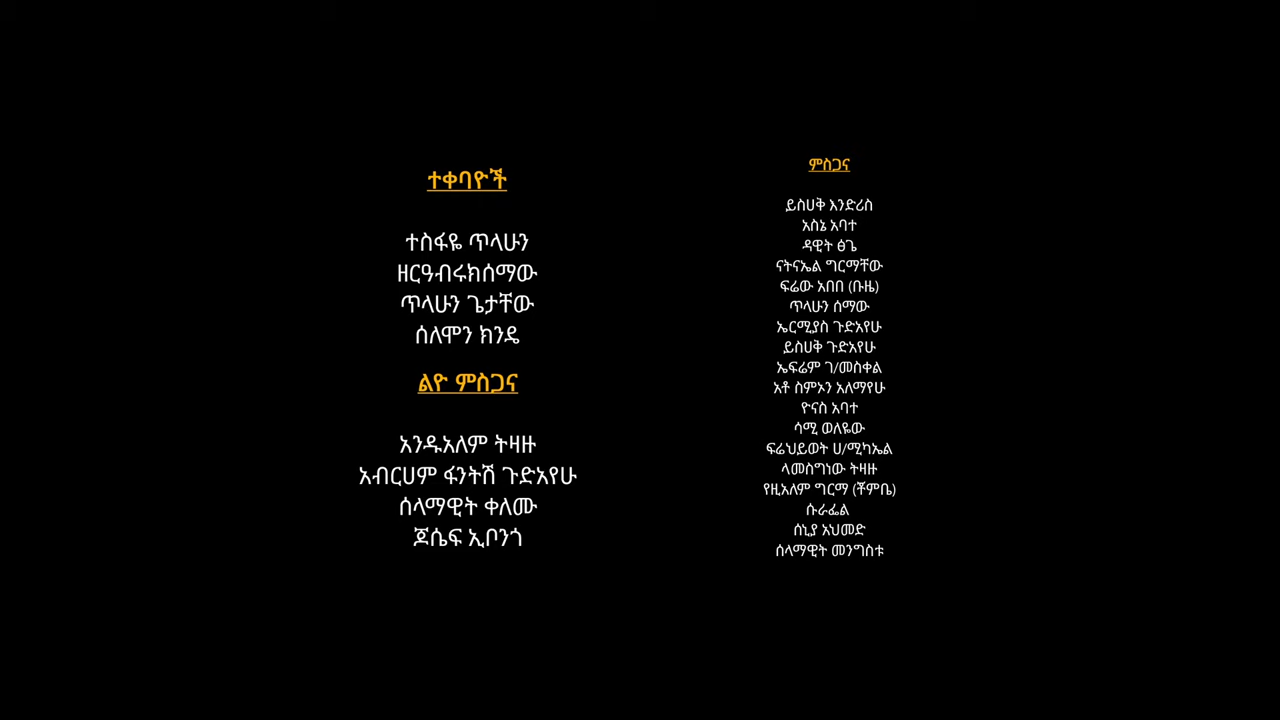 ተቀባዮች
ተስፋዬ ጥላሁን
ዘርዓብሩክሰማው
ጥላሁን ጌታቸው
ሰለሞን ክንዴ
ልዮ ምስጋና
አንዱአለም ትዛዙ
አብርሀም ፋንትሽ ጉድአየሁ
ሰላማዊት ቀለሙ
ጆሴፍ ኢቦንጎ
ምስጋና
ይስሀቅ እንድሪስ
አስኔ አባተ
ዳዊት ፅጌ
ናትናኤል ግርማቸው
ፍሬው አበበ (ቡዜ)
ጥላሁን ሰማው
ኤርሚያስ ጉድአየሁ
ይስሀቅ ጉድአየሁ
ኤፍሬም ገ/መስቀል
አቶ ስምኦን አለማየሁ
ዮናስ አባተ
ሳሚ ወለዬው
ፍሬህይወት ሀ/ሚካኤል
ላመስግነው ትዛዙ
የዚአለም ግርማ (ቾምቤ)
ሱራፌል
ሰኒያ አህመድ
ሰላማዊት መንግስቱ